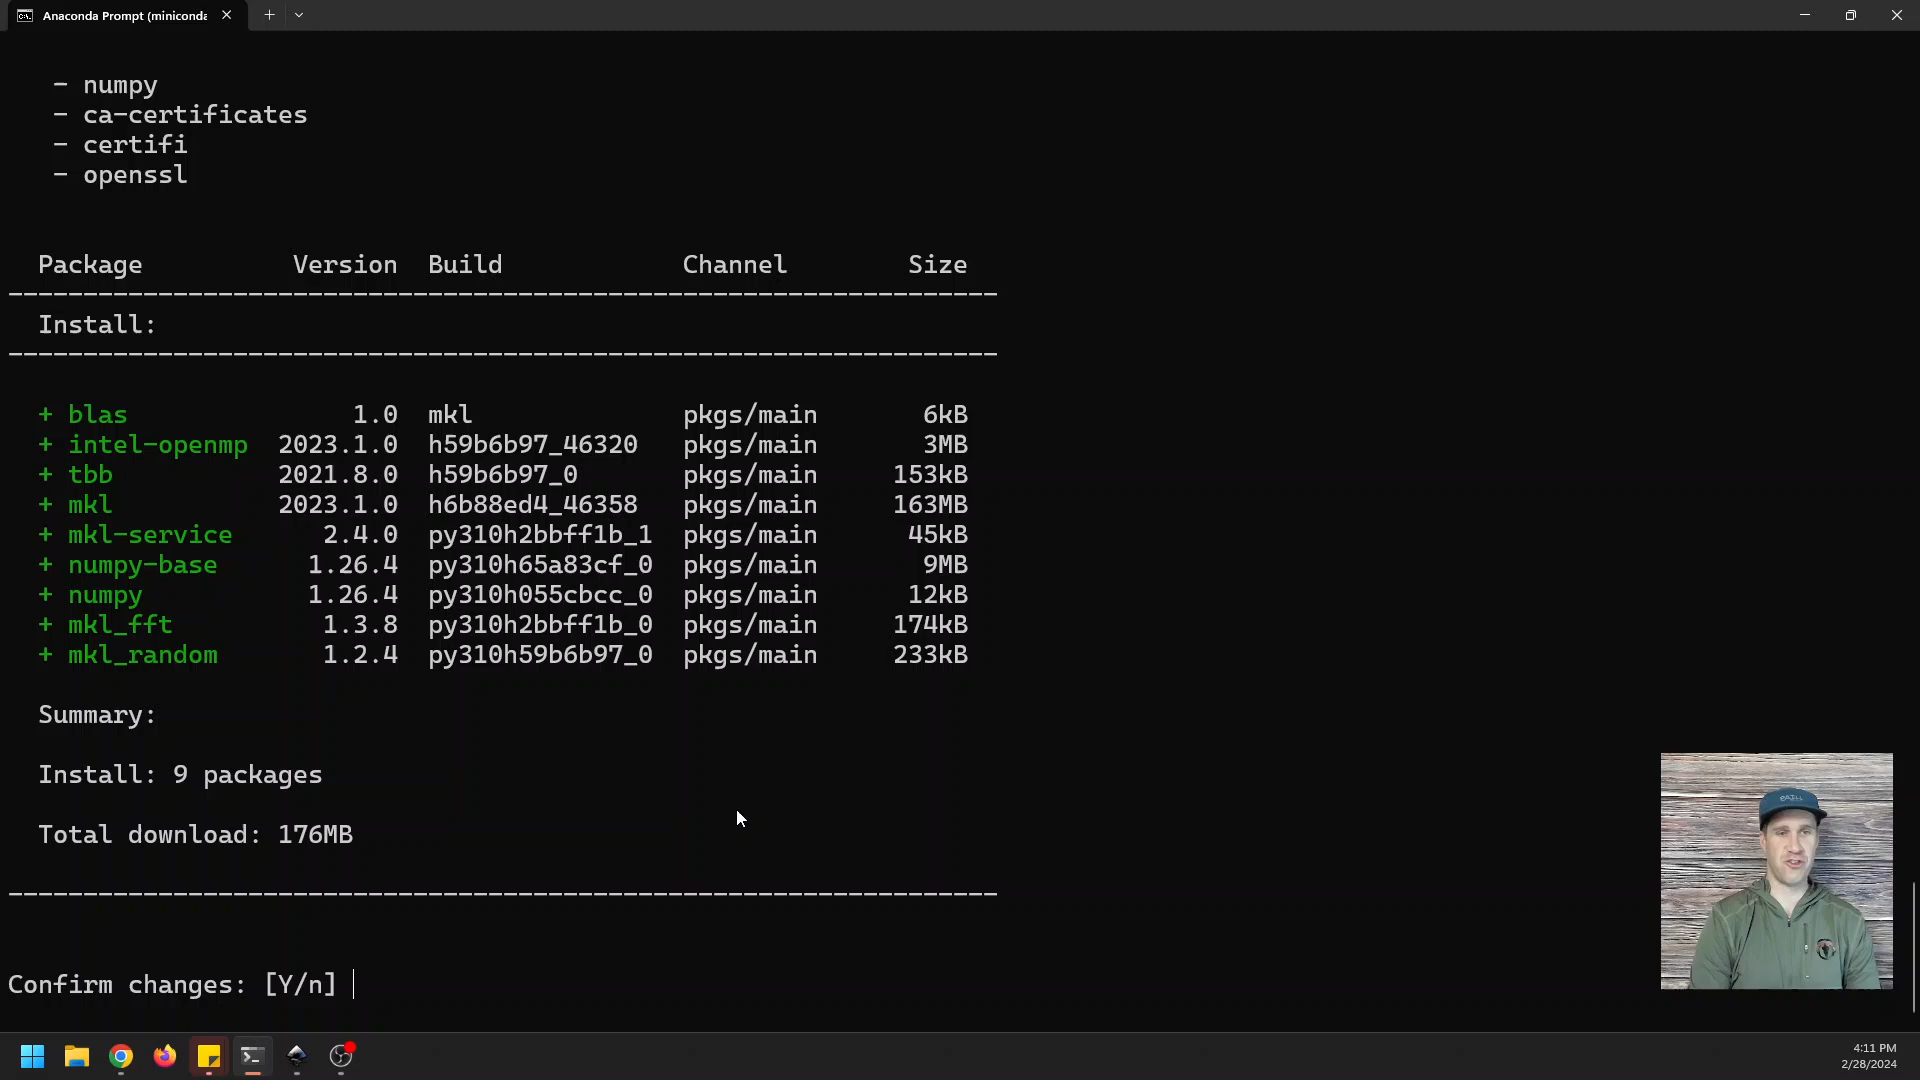 Anaconda Prompt (miniconda
- numpy
- ca-certificates
- certifi
- openssl
Package Version Build Channel Size
Install:
+ blas 1.0 mkl pkgs/main 6kB
+ intel-openmp 2023.1.0 h59b6b97_46320 pkgs/main 3MB
+ tbb 2021.8.0 h59b6b97_0 pkgs/main 153kB
+ mkl 2023.1.0 h6b88ed4_46358 pkgs/main 163MB
+ mkl-service 2.4.0 py310h2bbff1b_1 pkgs/main 45kB
+ numpy-base 1.26.4 py310h65a83cf_0 pkgs/main 9MB
+ numpy 1.26.4 py310h055cbcc_0 pkgs/main 12kB
+ mkl_fft 1.3.8 py310h2bbff1b_0 pkgs/main 174kB
+ mkl_random 1.2.4 py310h59b6b97_0 pkgs/main 233kB
Summary:
Install: 9 packages
Total download: 176MB
Confirm changes: [Y/n]
4:11 PM
2/28/2024